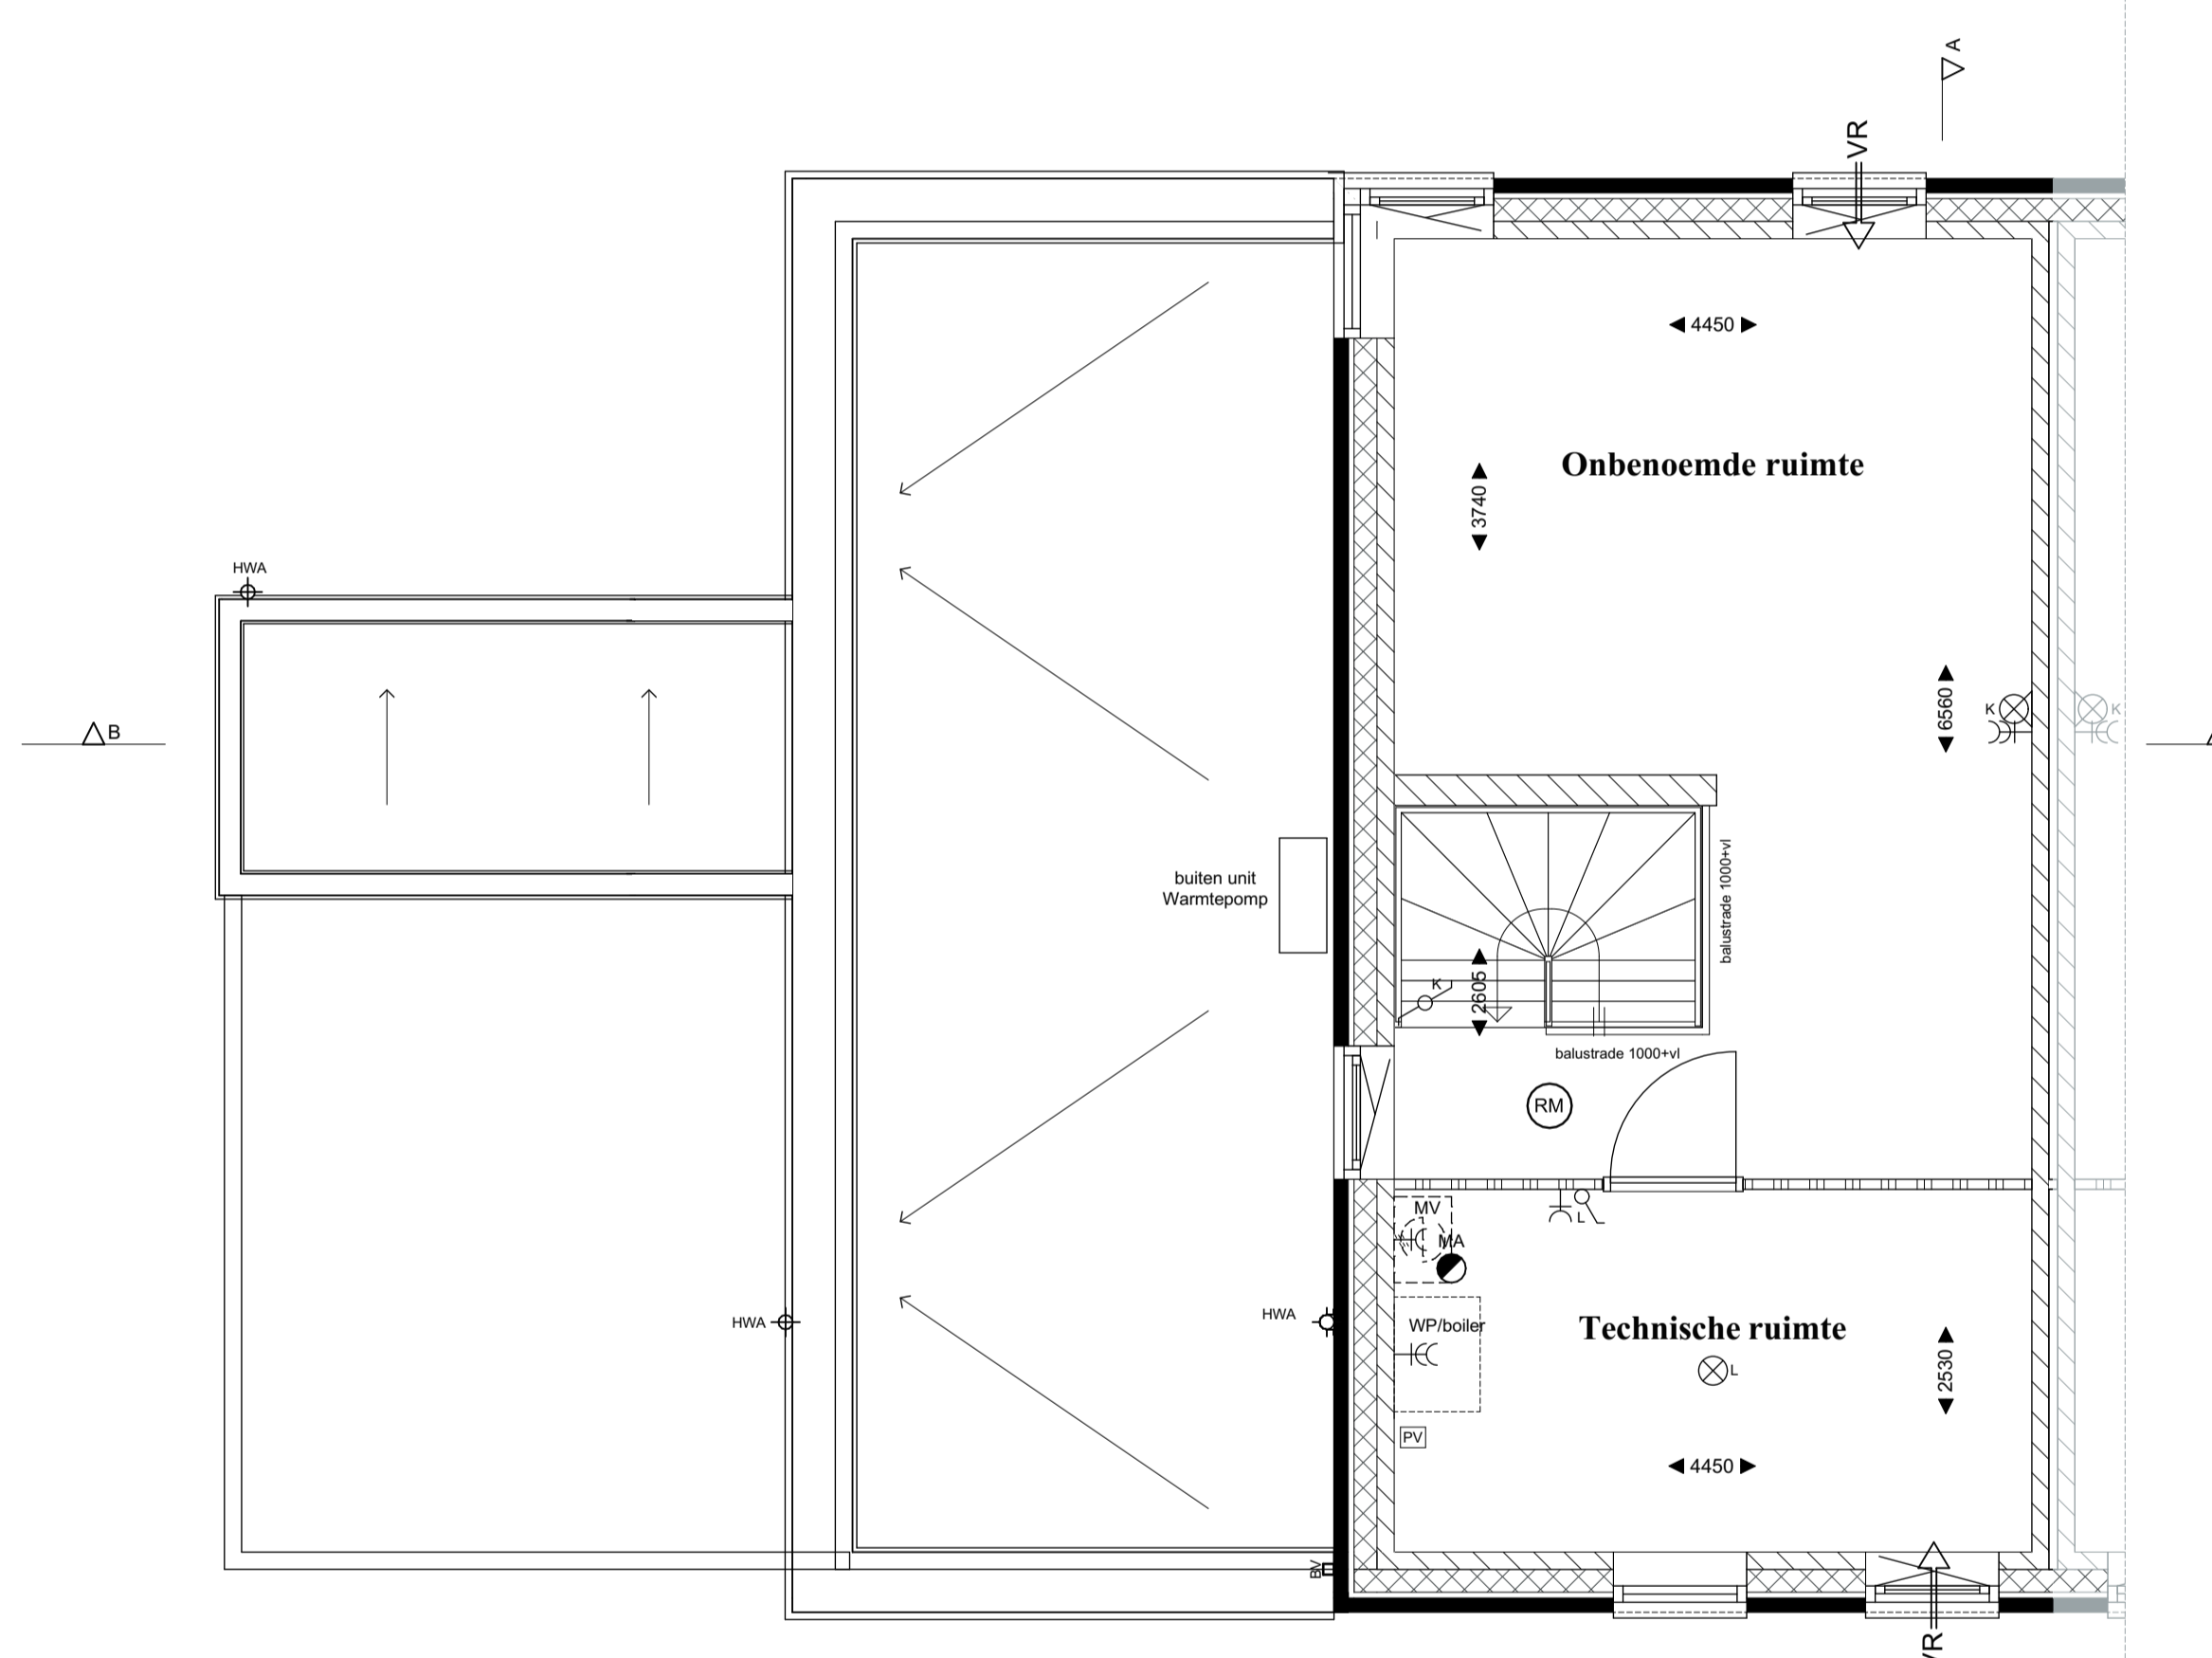 A
VR
4450
Onbenoemde ruimte
3740
HWA
6560
K
K
B
buiten unit
Warmtepomp
balustrade 1000+vl
K
2605
balustrade 1000+vl
RM
MV
L
MA
HWA
HWA
WP/boiler
Technische ruimte
L
2530
PV
4450
BV
VR